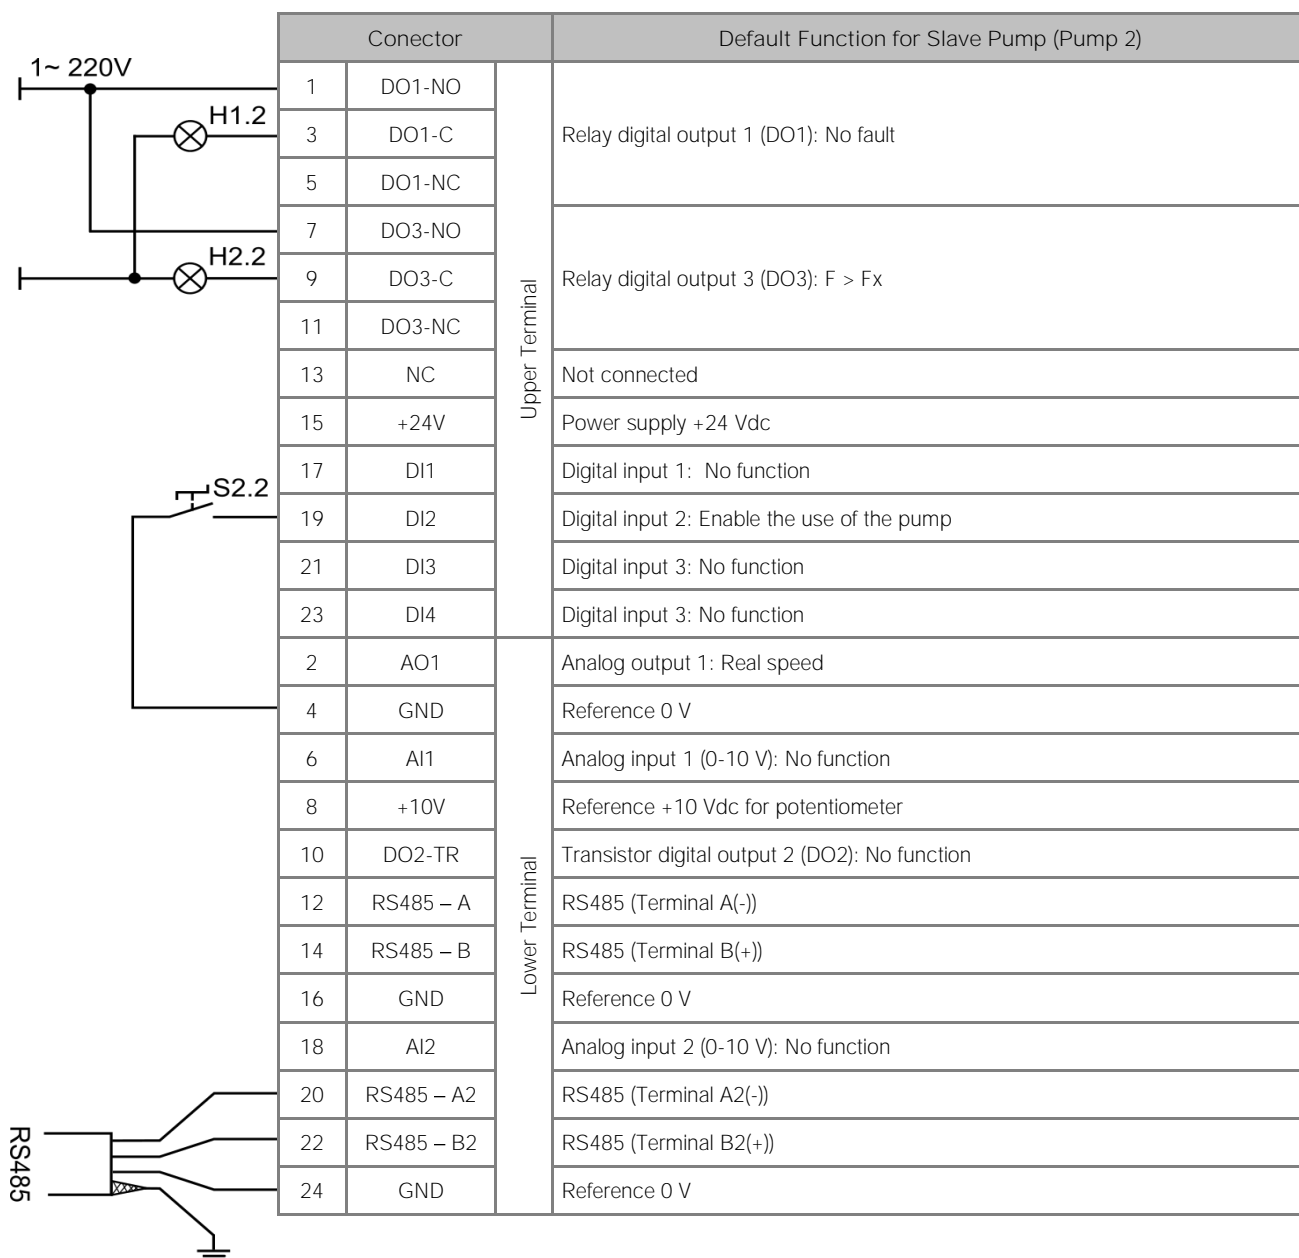 Conector Default Function for Slave Pump (Pump 2)
1~ 220V
1 DO1-NO
H1.2
3 DO1-C Relay digital output 1 (DO1): No fault
5 DO1-NC
7 DO3-NO
H2.2
9 DO3-C Relay digital output 3 (DO3): F > Fx
11 DO3-NC
Upper Terminal
13 NC Not connected
15 +24V Power supply +24 Vdc
17 DI1 Digital input 1: No function
S2.2
19 DI2 Digital input 2: Enable the use of the pump
21 DI3 Digital input 3: No function
23 DI4 Digital input 3: No function
2 AO1 Analog output 1: Real speed
4 GND Reference 0 V
6 AI1 Analog input 1 (0-10 V): No function
8 +10V Reference +10 Vdc for potentiometer
10 DO2-TR Transistor digital output 2 (DO2): No function
Lower Terminal
12 RS485 – A RS485 (Terminal A(-))
14 RS485 – B RS485 (Terminal B(+))
16 GND Reference 0 V
18 AI2 Analog input 2 (0-10 V): No function
20 RS485 – A2 RS485 (Terminal A2(-))
RS485
22 RS485 – B2 RS485 (Terminal B2(+))
24 GND Reference 0 V